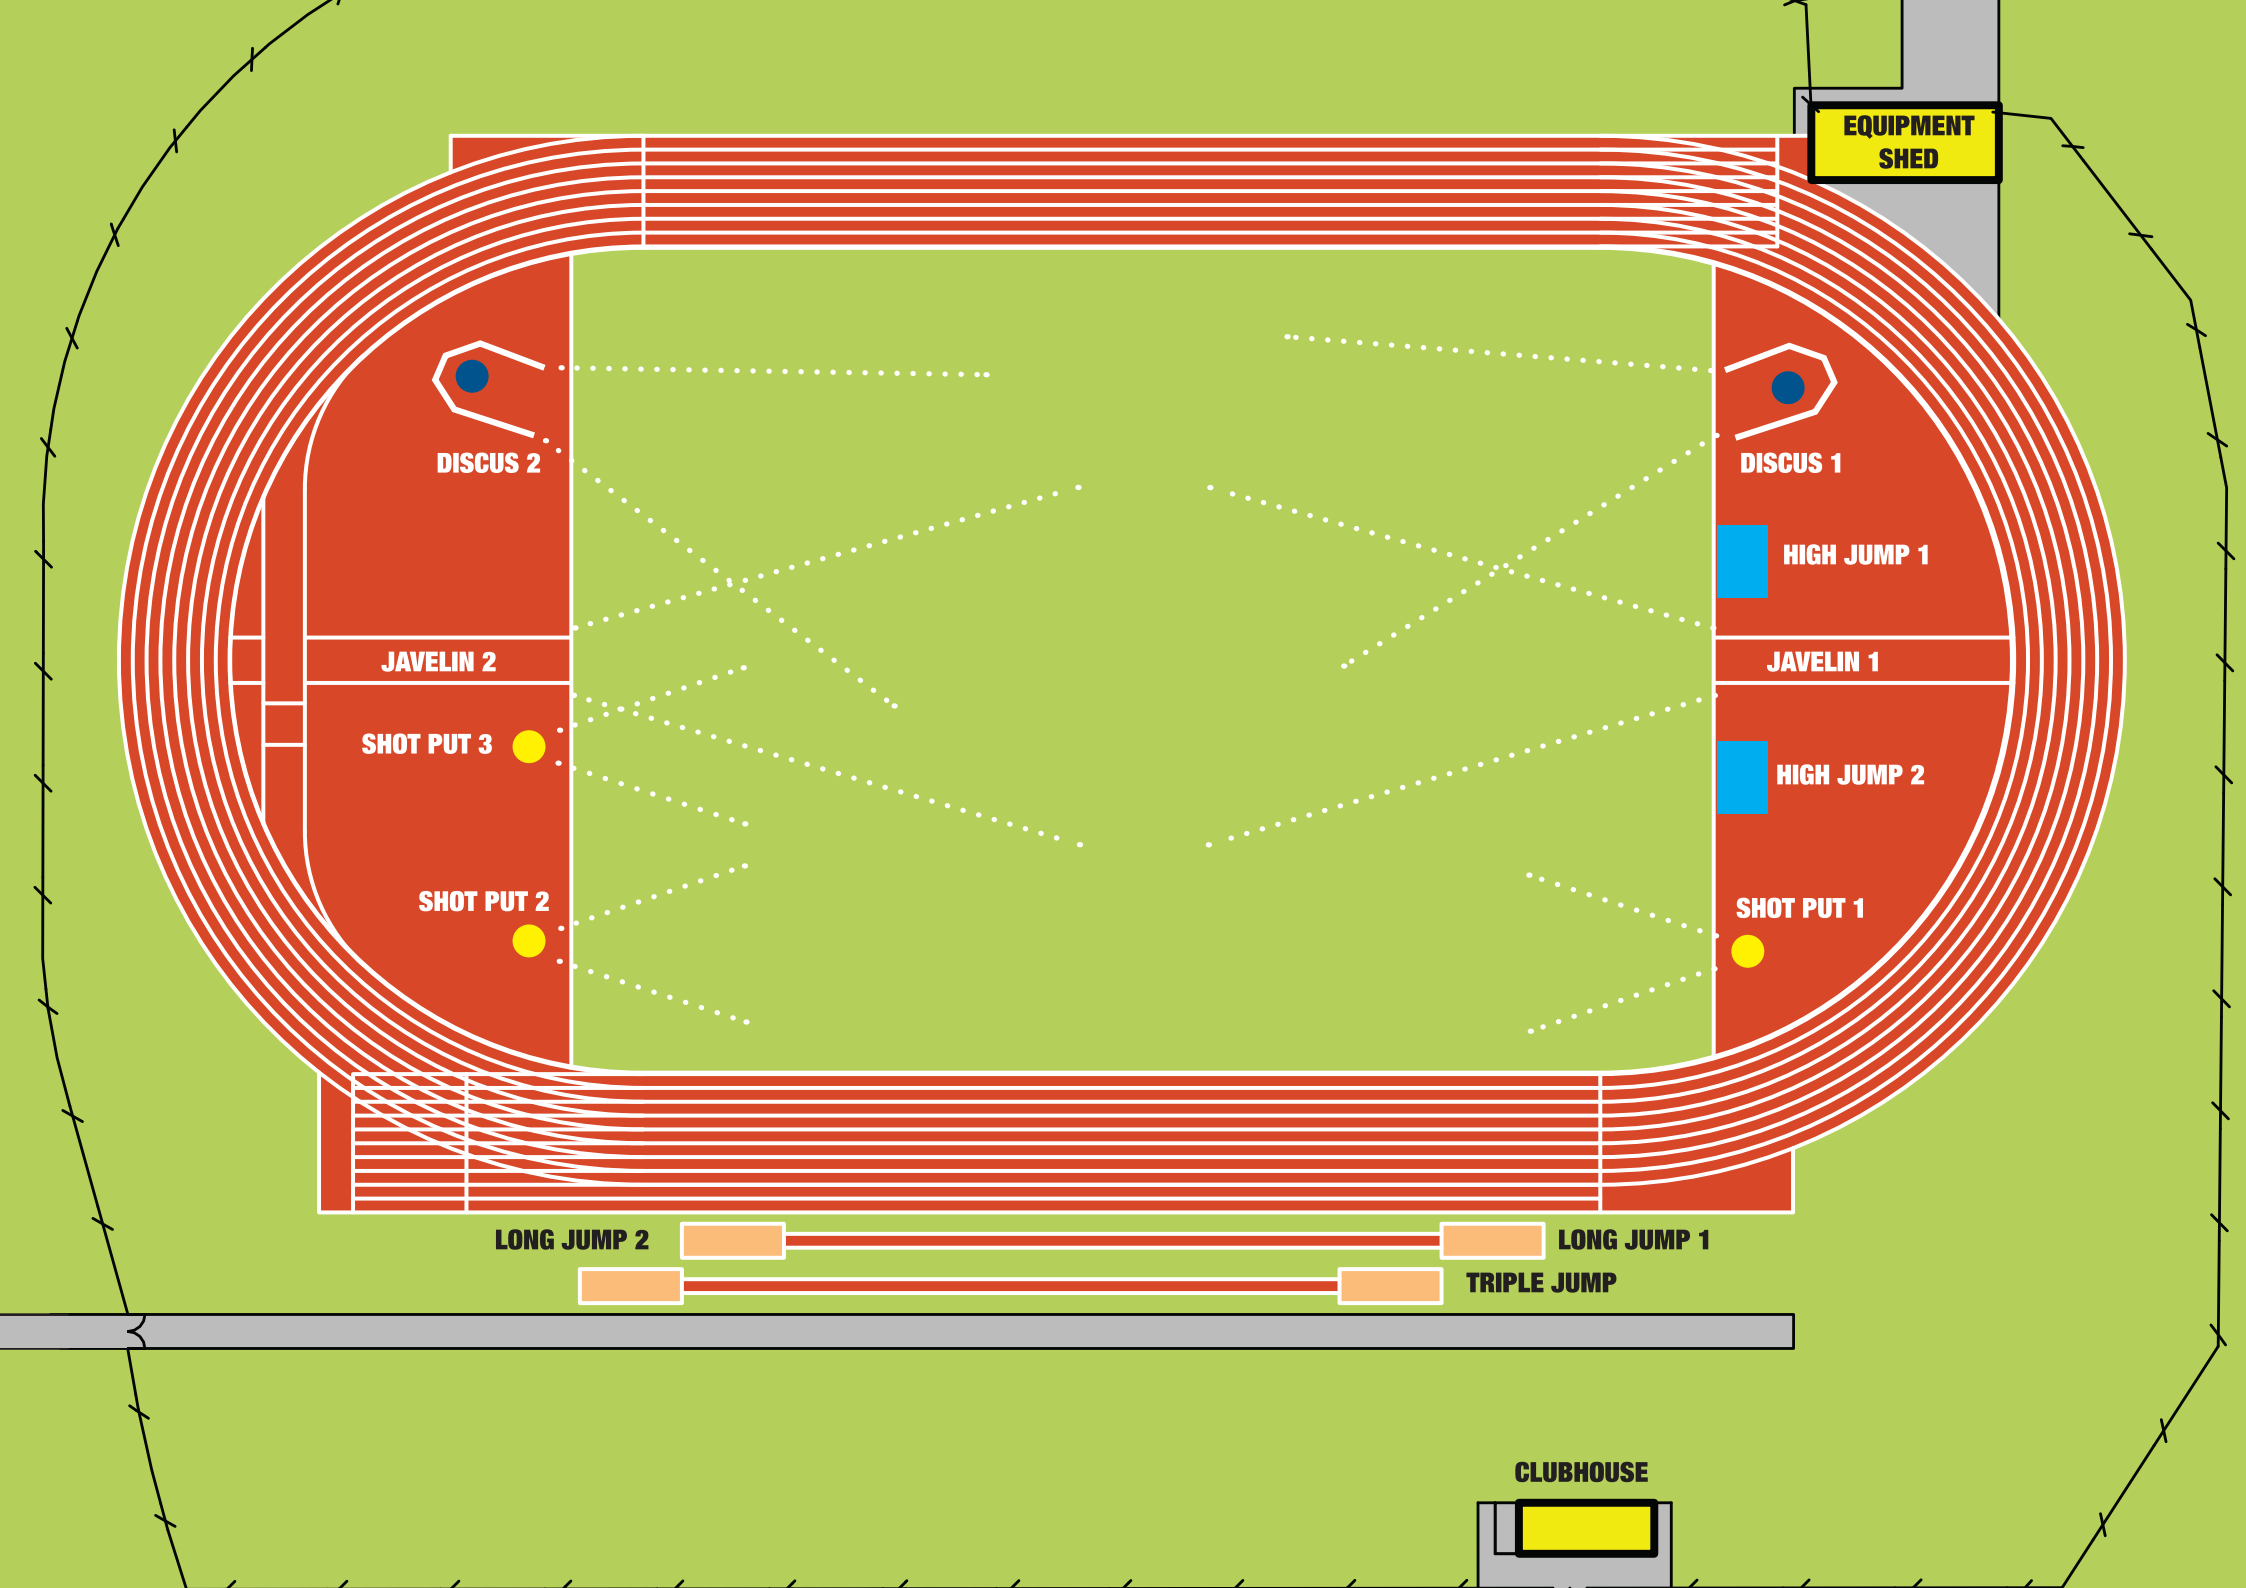 EQUIPMENT
SHED
DISCUS 2
DISCUS 1
HIGH JUMP 1
JAVELIN 2
JAVELIN 1
SHOT PUT 3
HIGH JUMP 2
SHOT PUT 2
SHOT PUT 1
LONG JUMP 2
LONG JUMP 1
TRIPLE JUMP
CLUBHOUSE